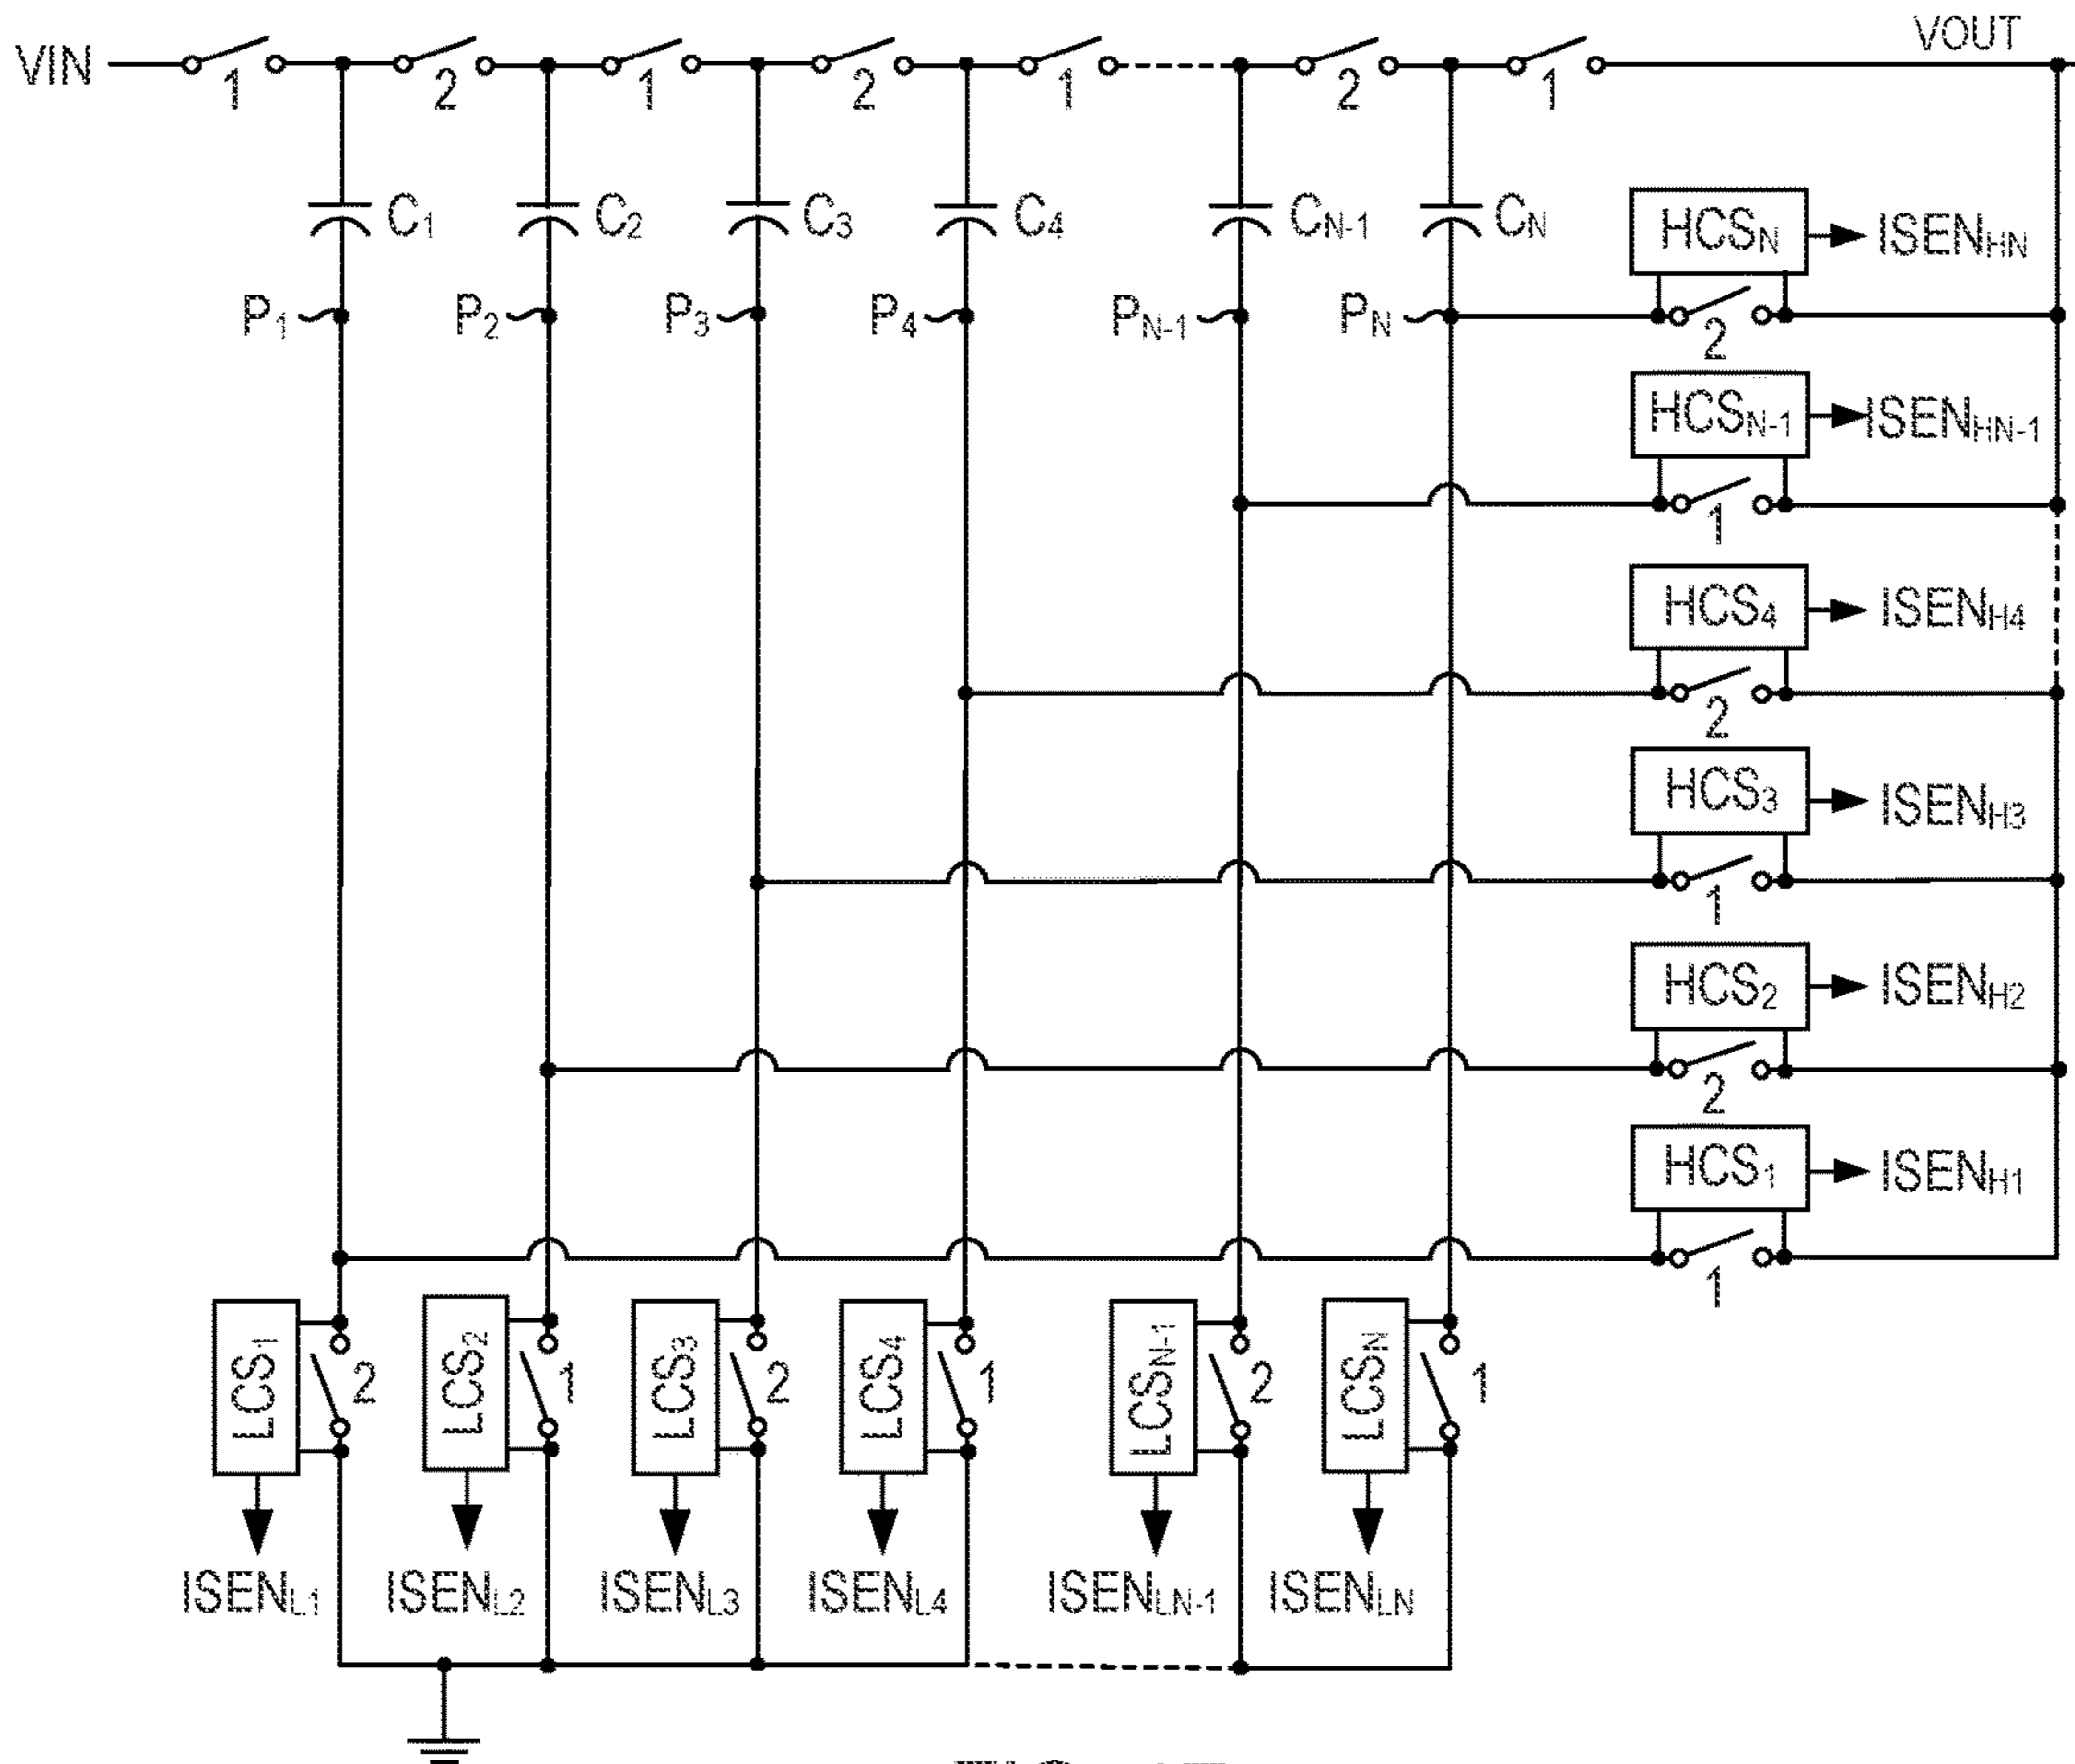 VIN 1 2 1 2 1 2 1 VOUT
C1 C2 C3 C4 CN-1 CN
P1 P2 P3 P4 PN-1 PN
HCSN ISENHN
2
HCSN-1 ISENHN-1
1
HCS4 ISENH4
2
HCS3 ISENH3
1
HCS2 ISENH2
2
HCS1 ISENH1
1
LCS1 2 LCS2 1 LCS3 2 LCS4 1 LCSN-1 2 LCSN 1
ISENL1 ISENL2 ISENL3 ISENL4 ISENLN-1 ISENLN